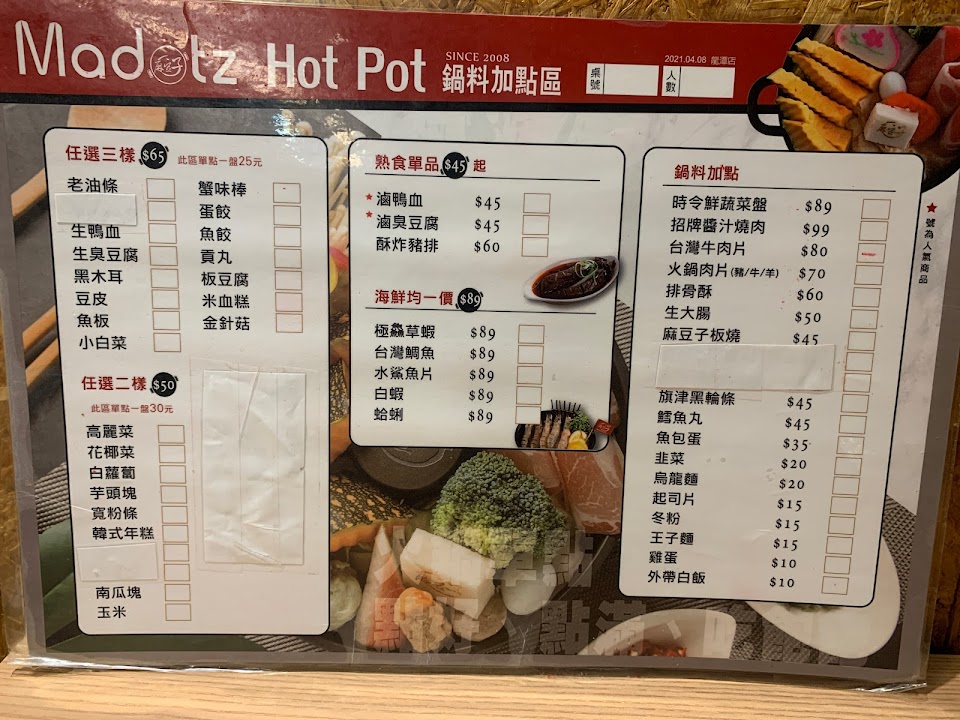 Madotz Hot Pot
麻豆子
SINCE 2008
鍋料加點區
桌號
人數
2021.04.08 龍潭店
任選三樣 $65 此區單點一盤25元
老油條
生鴨血
生臭豆腐
黑木耳
豆皮
魚板
小白菜
蟹味棒
蛋餃
魚餃
貢丸
板豆腐
米血糕
金針菇
任選二樣 $50
此區單點一盤30元
高麗菜
花椰菜
白蘿蔔
芋頭塊
寬粉條
韓式年糕
南瓜塊
玉米
熟食單品 $45 起
★滷鴨血 $45
★滷臭豆腐 $45
酥炸豬排 $60
海鮮均一價 $89
極鱻草蝦 $89
台灣鯛魚 $89
水鯊魚片 $89
白蝦 $89
蛤蜊 $89
鍋料加點
時令鮮蔬菜盤 $89
招牌醬汁燒肉 $99
台灣牛肉片 $80
火鍋肉片(豬/牛/羊) $70
排骨酥 $60
生大腸 $50
麻豆子板燒 $45
旗津黑輪條 $45
鱈魚丸 $45
魚包蛋 $35
韭菜 $20
烏龍麵 $20
起司片 $15
冬粉 $15
王子麵 $15
雞蛋 $10
外帶白飯 $10
★號為人氣商品